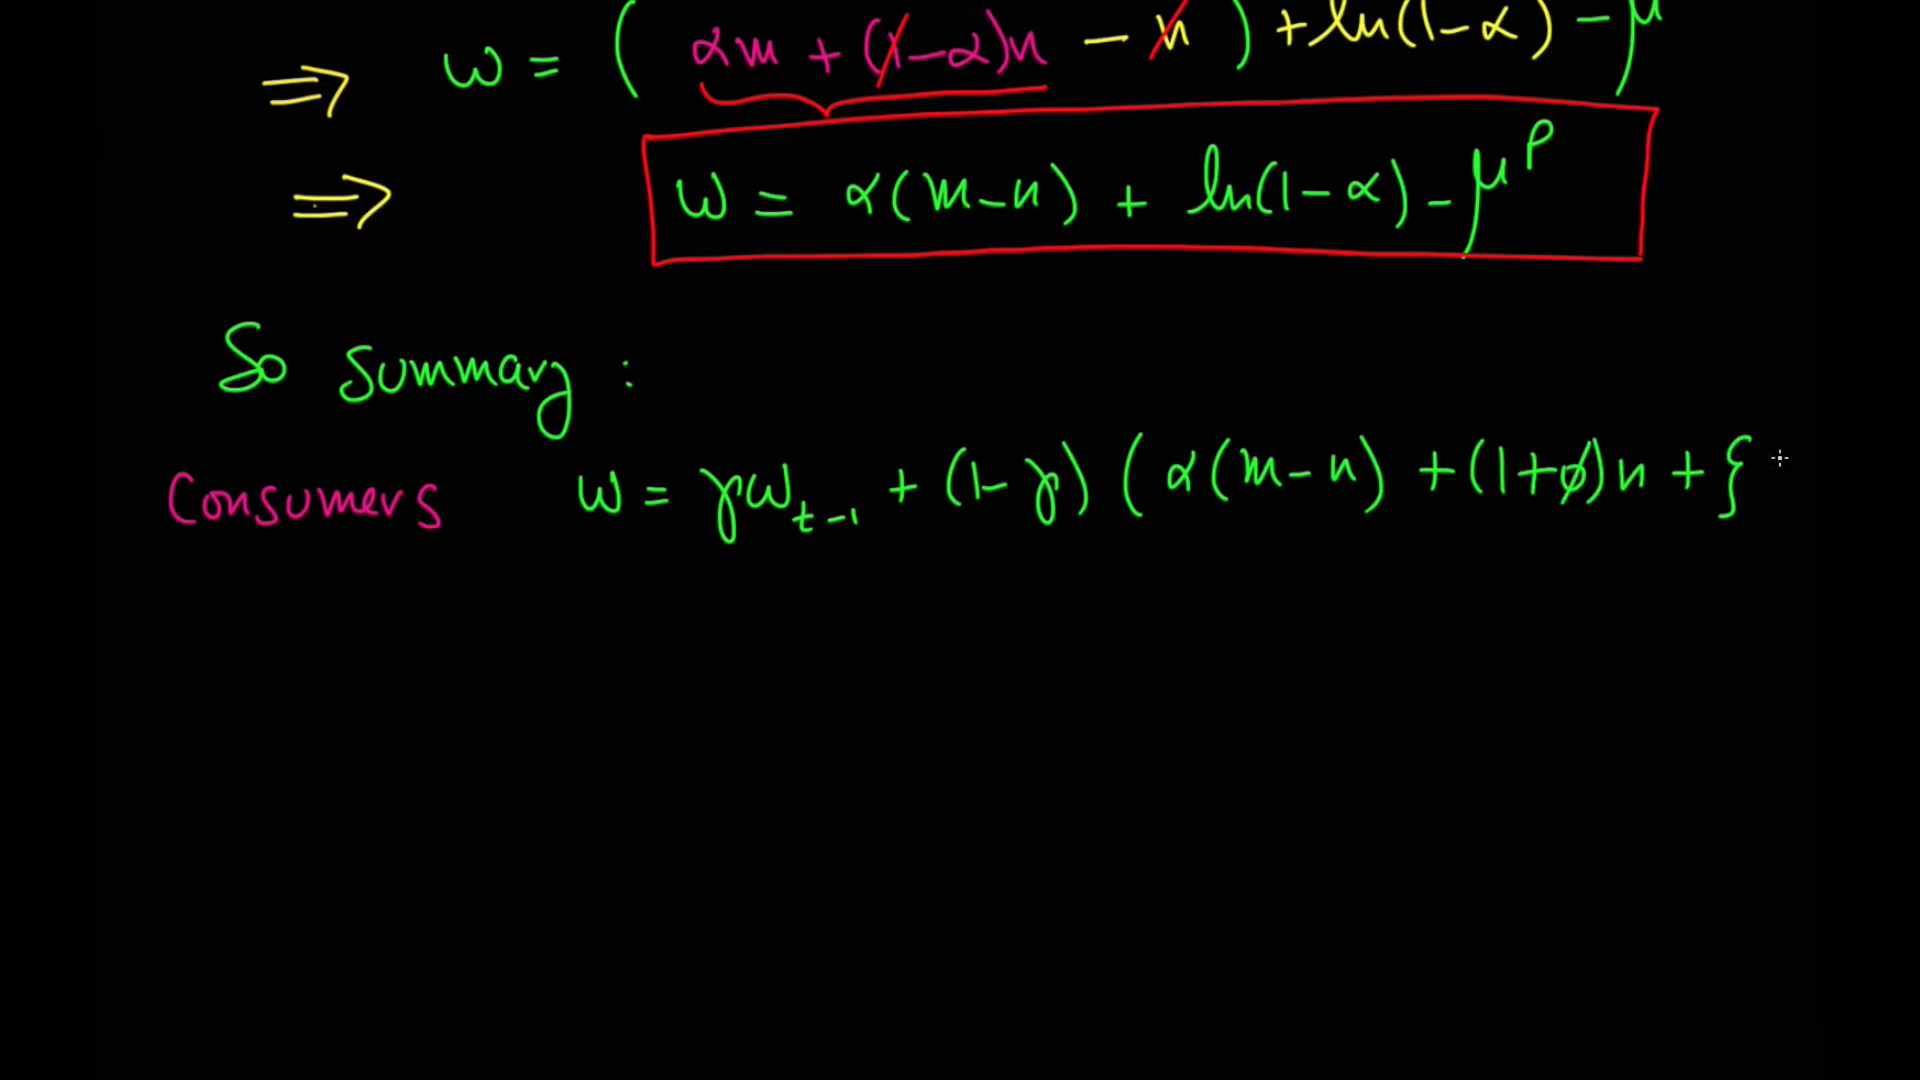 ⇒ w = ( αm + (1-α)n - n ) + ln(1-α) - μ
⇒ w = α(m-n) + ln(1-α) - μ^p
So summary :
Consumers w = γw_{t-1} + (1-γ) ( α(m-n) + (1+φ)n + ξ